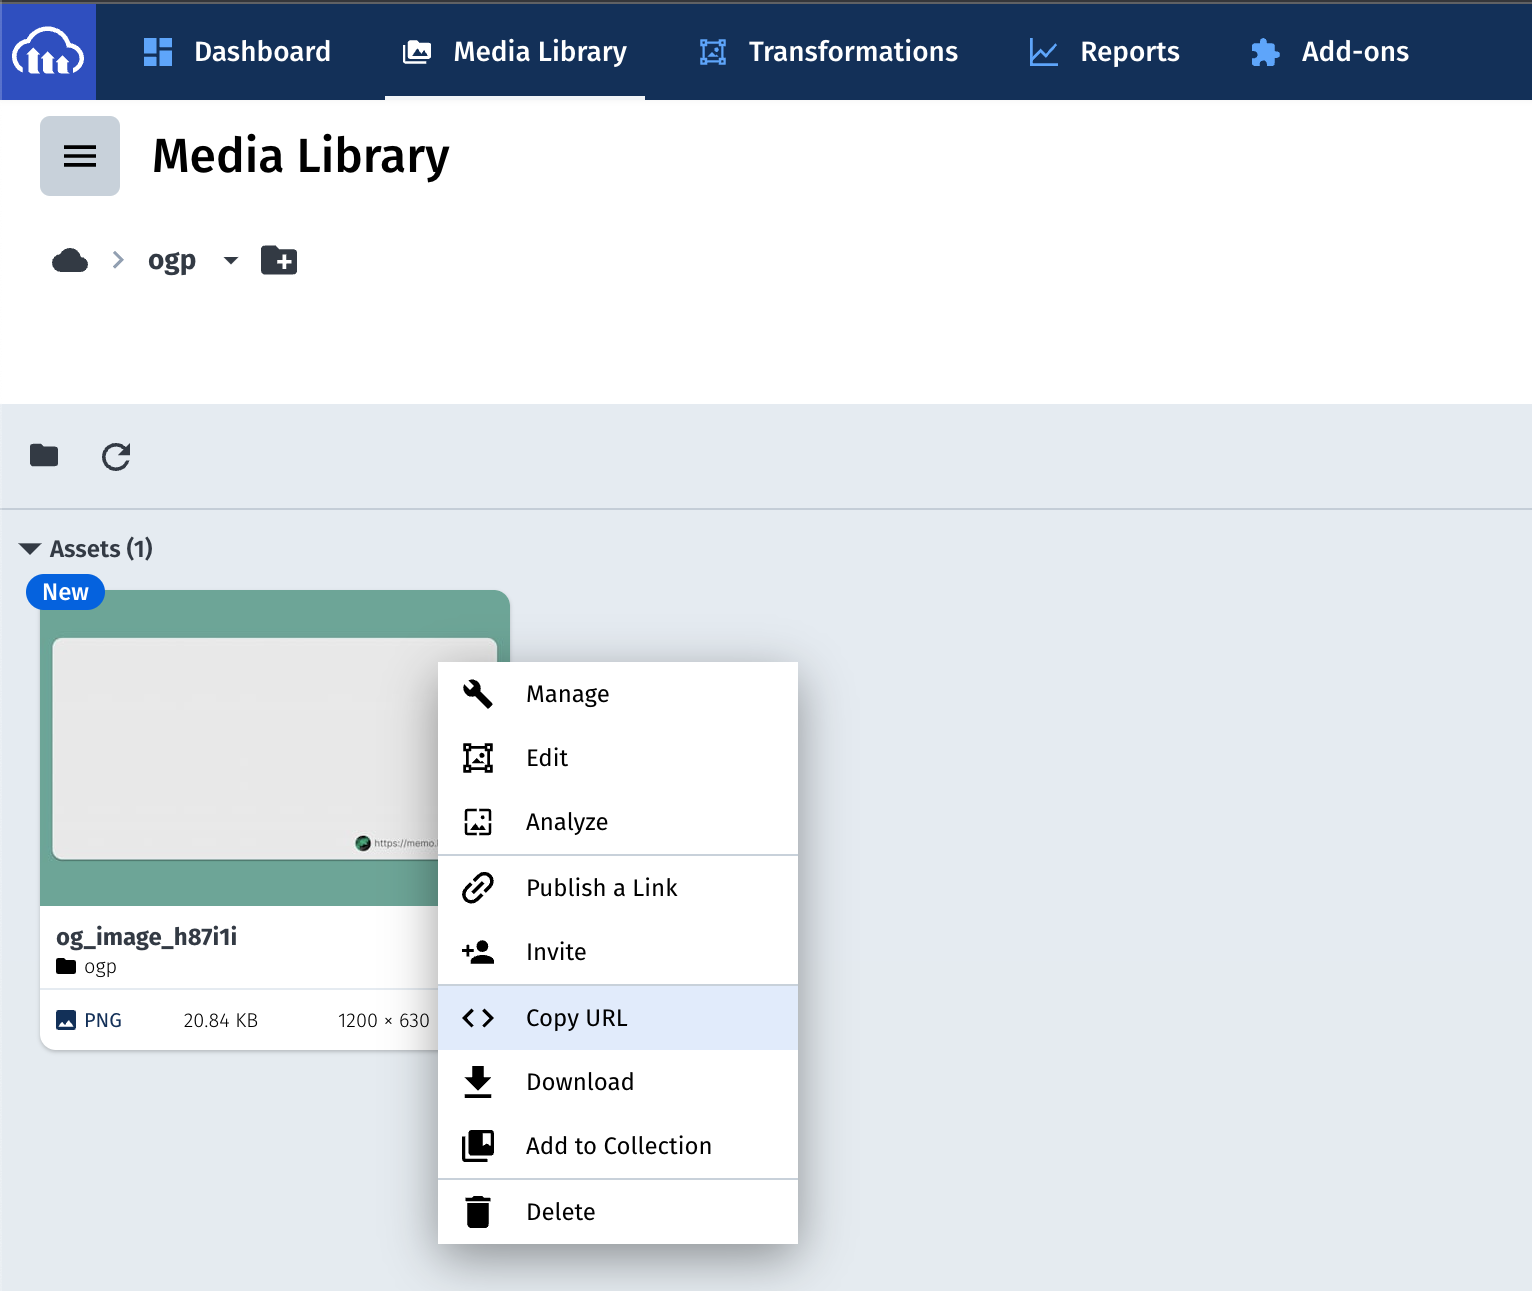 Dashboard
Media Library
Transformations
Reports
Add-ons
Media Library
ogp
Assets (1)
New
https://memo.
og_image_h87i1i
ogp
PNG 20.84 KB 1200 × 630
Manage
Edit
Analyze
Publish a Link
Invite
Copy URL
Download
Add to Collection
Delete